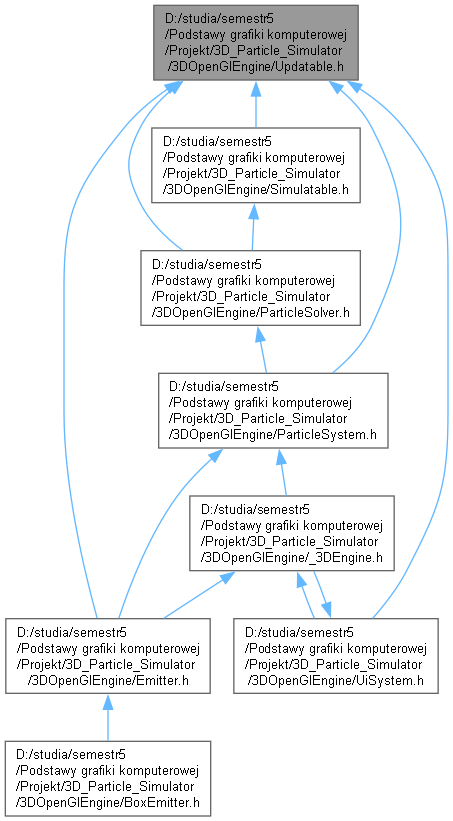 D:/studia/semestr5
/Podstawy grafiki komputerowej
/Projekt/3D_Particle_Simulator
/3DOpenGlEngine/Updatable.h
D:/studia/semestr5
/Podstawy grafiki komputerowej
/Projekt/3D_Particle_Simulator
/3DOpenGlEngine/Simulatable.h
D:/studia/semestr5
/Podstawy grafiki komputerowej
/Projekt/3D_Particle_Simulator
/3DOpenGlEngine/ParticleSolver.h
D:/studia/semestr5
/Podstawy grafiki komputerowej
/Projekt/3D_Particle_Simulator
/3DOpenGlEngine/ParticleSystem.h
D:/studia/semestr5
/Podstawy grafiki komputerowej
/Projekt/3D_Particle_Simulator
/3DOpenGlEngine/_3DEngine.h
D:/studia/semestr5
/Podstawy grafiki komputerowej
/Projekt/3D_Particle_Simulator
/3DOpenGlEngine/Emitter.h
D:/studia/semestr5
/Podstawy grafiki komputerowej
/Projekt/3D_Particle_Simulator
/3DOpenGlEngine/UiSystem.h
D:/studia/semestr5
/Podstawy grafiki komputerowej
/Projekt/3D_Particle_Simulator
/3DOpenGlEngine/BoxEmitter.h